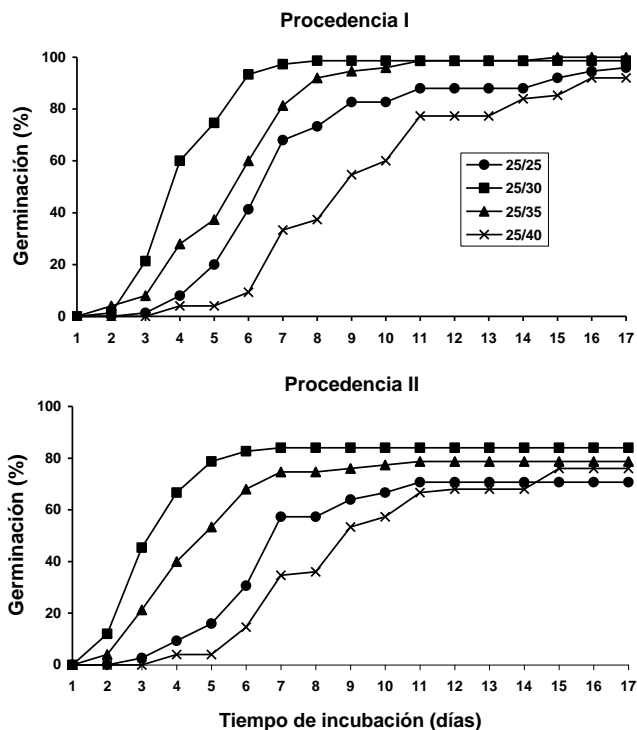 Procedencia I
Germinación (%)
100
80
60
40
20
0
25/25
25/30
25/35
25/40
1 2 3 4 5 6 7 8 9 10 11 12 13 14 15 16 17
Procedencia II
Germinación (%)
100
80
60
40
20
0
1 2 3 4 5 6 7 8 9 10 11 12 13 14 15 16 17
Tiempo de incubación (días)